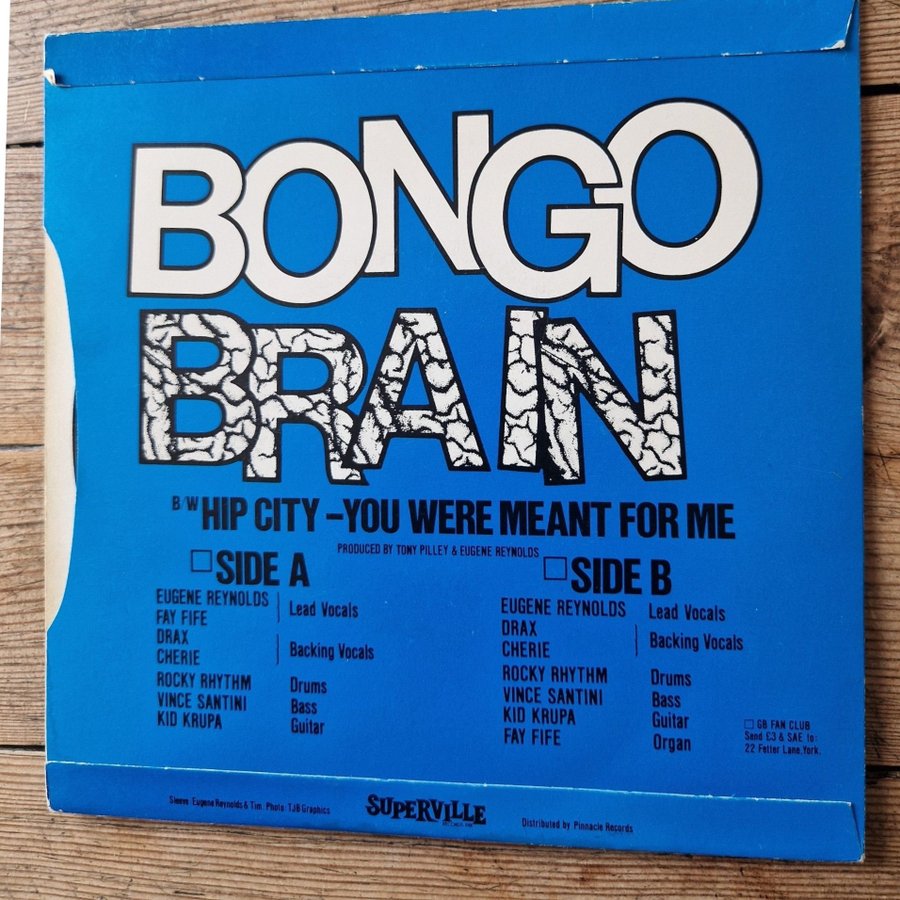 BONGO
BRAIN
B/W HIP CITY – YOU WERE MEANT FOR ME
PRODUCED BY TONY PILLEY & EUGENE REYNOLDS
SIDE A
EUGENE REYNOLDS
FAY FIFE
Lead Vocals
DRAX
CHERIE
Backing Vocals
ROCKY RHYTHM Drums
VINCE SANTINI Bass
KID KRUPA Guitar
SIDE B
EUGENE REYNOLDS Lead Vocals
DRAX
CHERIE
Backing Vocals
ROCKY RHYTHM Drums
VINCE SANTINI Bass
KID KRUPA Guitar
FAY FIFE Organ
GB FAN CLUB
Send £3 & SAE to:
22 Fetter Lane, York.
Sleeve: Eugene Reynolds & Tim. Photo: TJB Graphics
SUPERVILLE
Distributed by Pinnacle Records